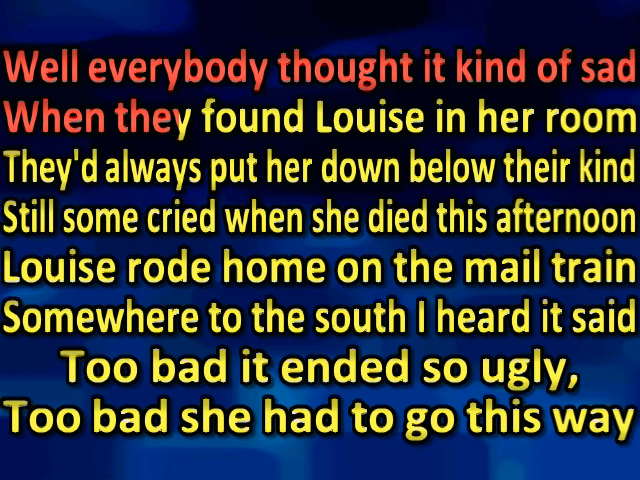 Well everybody thought it kind of sad
When they found Louise in her room
They'd always put her down below their kind
Still some cried when she died this afternoon
Louise rode home on the mail train
Somewhere to the south I heard it said
Too bad it ended so ugly,
Too bad she had to go this way